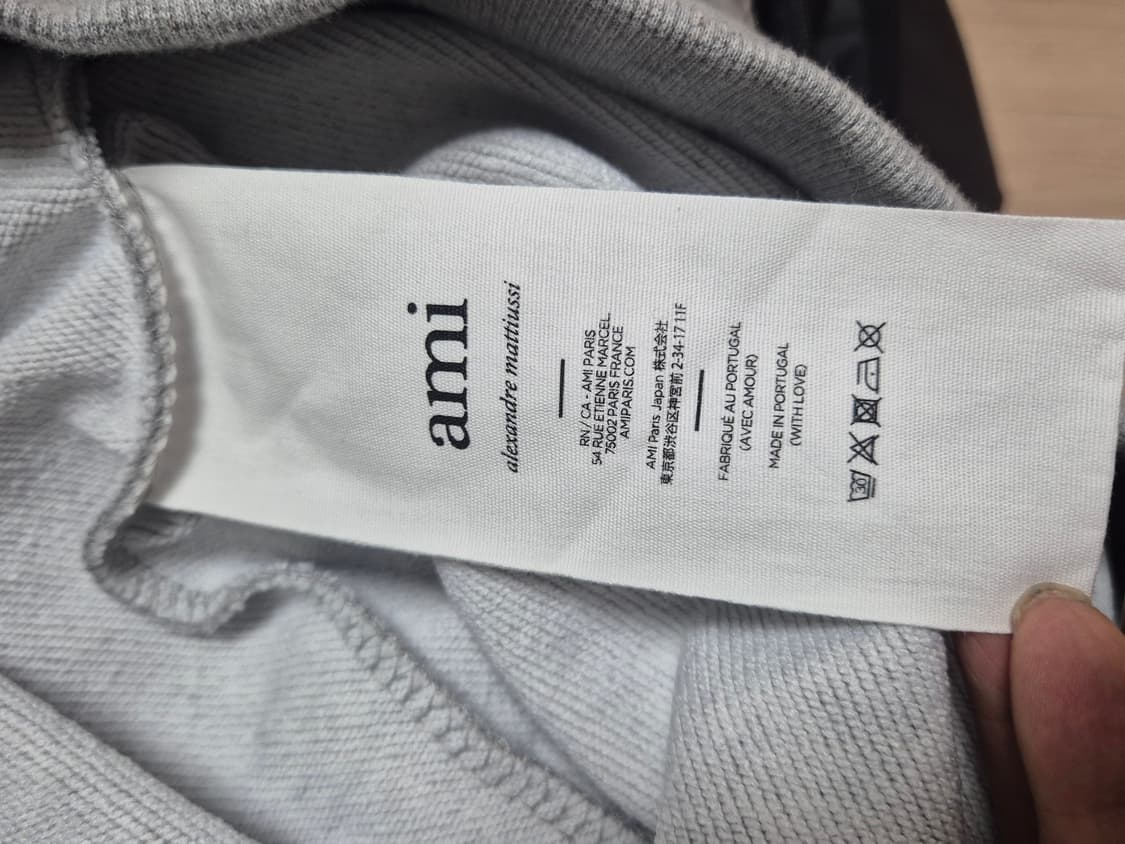 ami
alexandre mattiussi
RN / CA - AMI PARIS
54 RUE ETIENNE MARCEL
75002 PARIS FRANCE
AMIPARIS.COM
AMI Paris Japan 株式会社
東京都渋谷区神宮前 2-34-17 11F
FABRIQUÉ AU PORTUGAL
(AVEC AMOUR)
MADE IN PORTUGAL
(WITH LOVE)
30